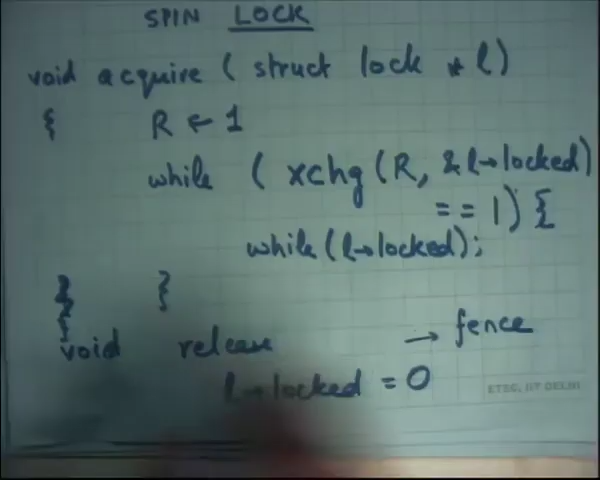 SPIN LOCK
void acquire ( struct lock * l )
{ R ← 1
while ( xchg (R, &l→locked)
== 1) {
while (l→locked);
} }
void release → fence
l→locked = 0
ETSC, IIT DELHI